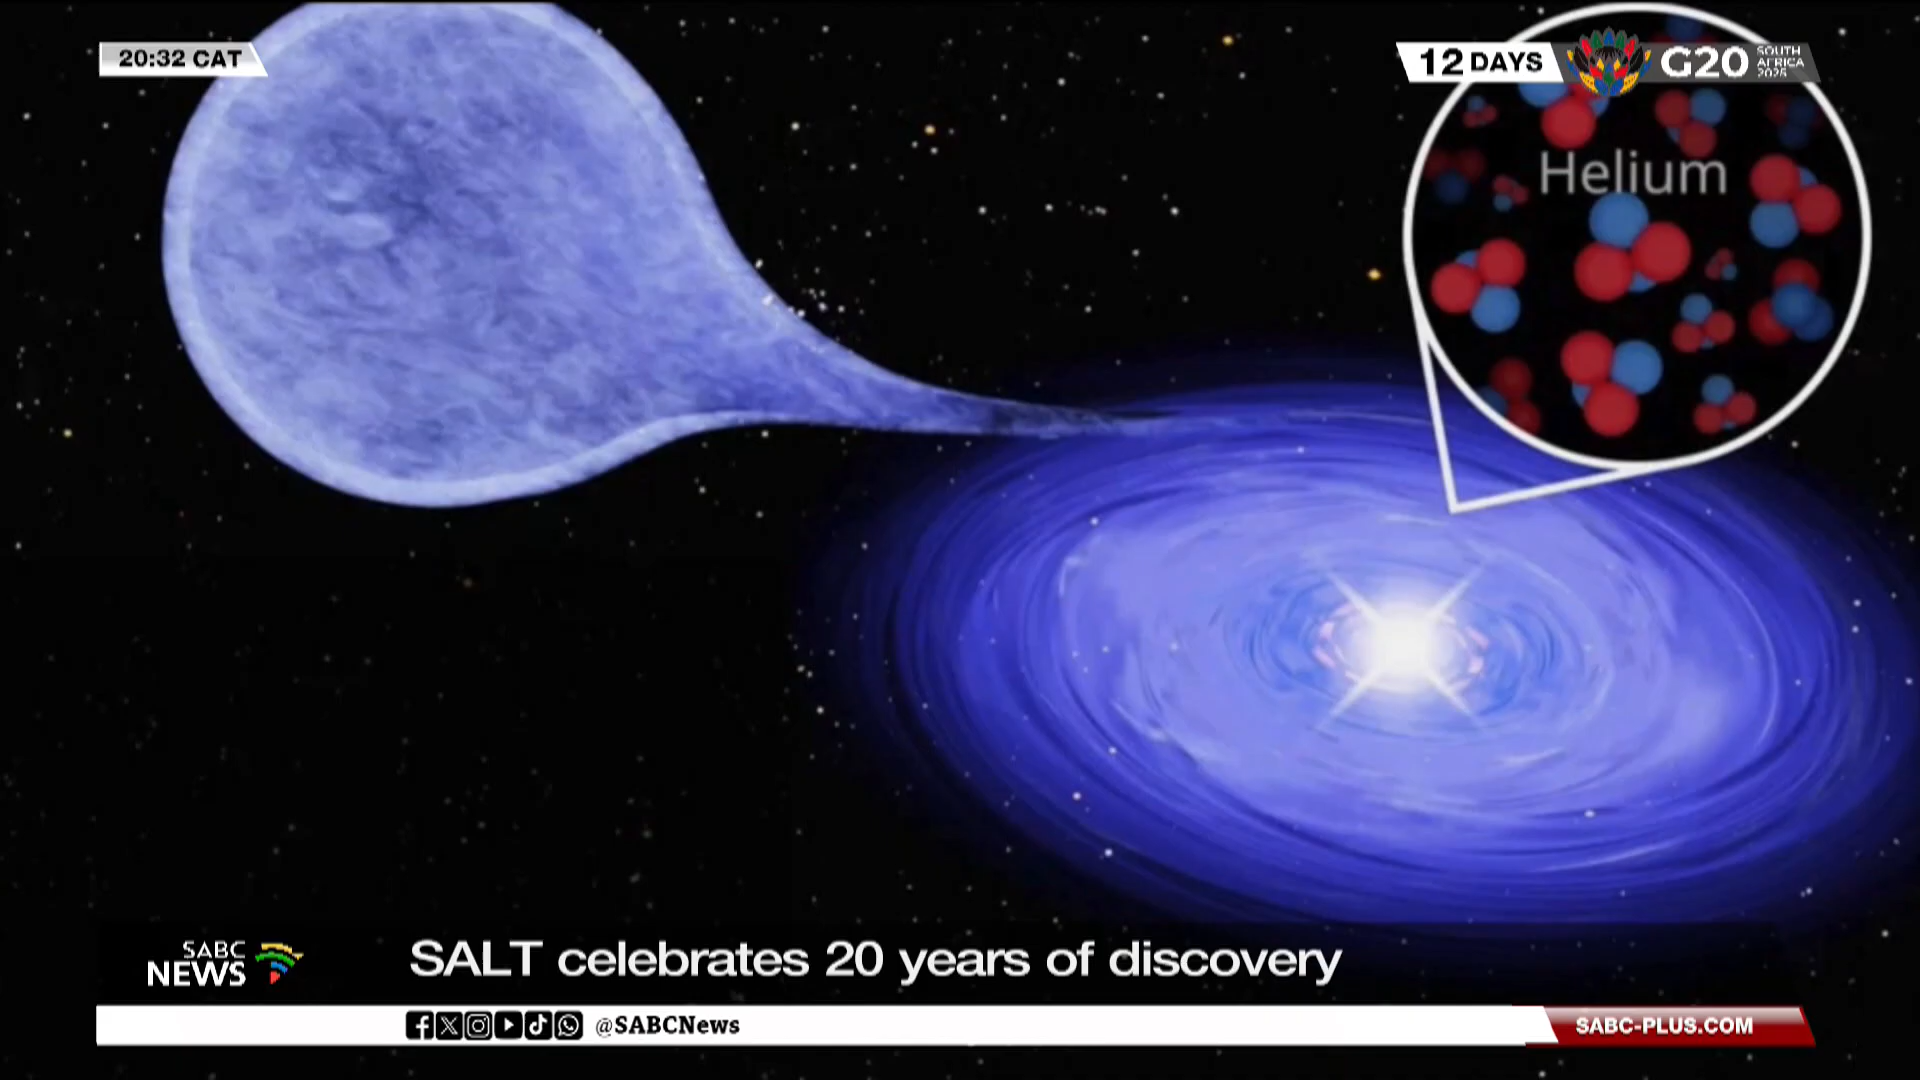 20:32 CAT
12 DAYS
G20
SOUTH
AFRICA
2025
Helium
SABC
NEWS
SALT celebrates 20 years of discovery
@SABCNews
SABC-PLUS.COM